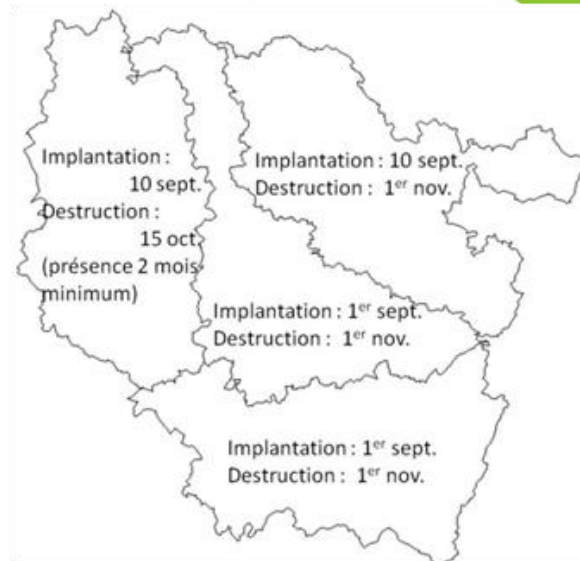 Implantation :
10 sept.
Destruction :
15 oct.
(présence 2 mois
minimum)
Implantation : 10 sept.
Destruction : 1er nov.
Implantation : 1er sept.
Destruction : 1er nov.
Implantation : 1er sept.
Destruction : 1er nov.